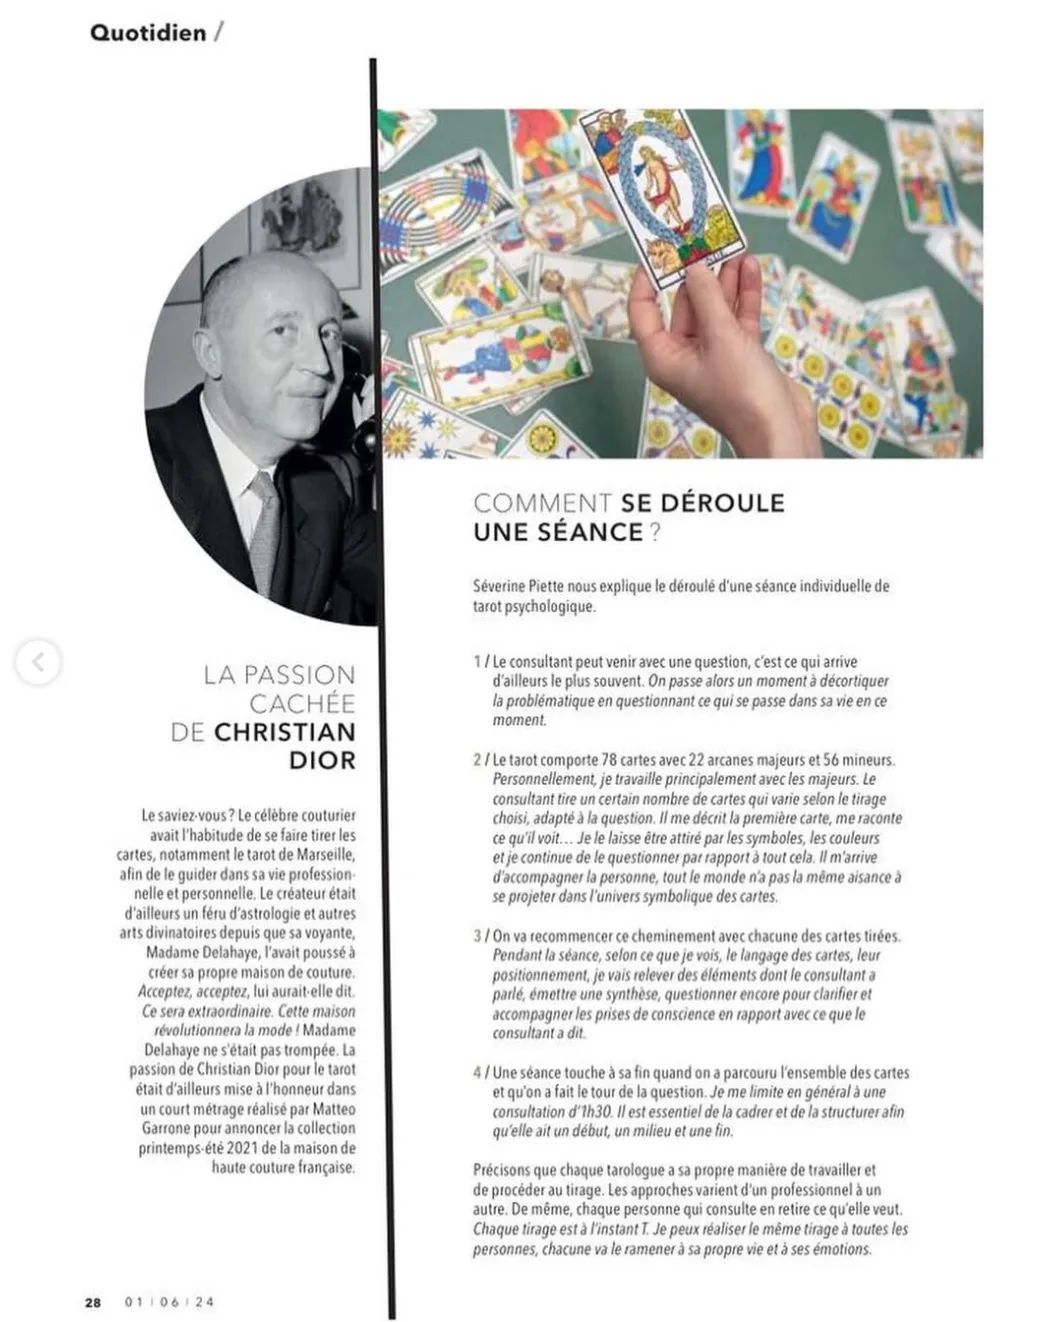 Quotidien /
LA PASSION
CACHÉE
DE CHRISTIAN
DIOR
Le saviez-vous ? Le célèbre couturier
avait l'habitude de se faire tirer les
cartes, notamment le tarot de Marseille,
afin de le guider dans sa vie profession-
nelle et personnelle. Le créateur était
d'ailleurs un féru d'astrologie et autres
arts divinatoires depuis que sa voyante,
Madame Delahaye, l'avait poussé à
créer sa propre maison de couture.
Acceptez, acceptez, lui aurait-elle dit.
Ce sera extraordinaire. Cette maison
révolutionnera la mode ! Madame
Delahaye ne s'était pas trompée. La
passion de Christian Dior pour le tarot
était d'ailleurs mise à l'honneur dans
un court métrage réalisé par Matteo
Garrone pour annoncer la collection
printemps-été 2021 de la maison de
haute couture française.
COMMENT SE DÉROULE
UNE SÉANCE ?
Séverine Piette nous explique le déroulé d'une séance individuelle de
tarot psychologique.
1 / Le consultant peut venir avec une question, c'est ce qui arrive
d'ailleurs le plus souvent. On passe alors un moment à décortiquer
la problématique en questionnant ce qui se passe dans sa vie en ce
moment.
2 / Le tarot comporte 78 cartes avec 22 arcanes majeurs et 56 mineurs.
Personnellement, je travaille principalement avec les majeurs. Le
consultant tire un certain nombre de cartes qui varie selon le tirage
choisi, adapté à la question. Il me décrit la première carte, me raconte
ce qu'il voit... Je le laisse être attiré par les symboles, les couleurs
et je continue de le questionner par rapport à tout cela. Il m'arrive
d'accompagner la personne, tout le monde n'a pas la même aisance à
se projeter dans l'univers symbolique des cartes.
3 / On va recommencer ce cheminement avec chacune des cartes tirées.
Pendant la séance, selon ce que je vois, le langage des cartes, leur
positionnement, je vais relever des éléments dont le consultant a
parlé, émettre une synthèse, questionner encore pour clarifier et
accompagner les prises de conscience en rapport avec ce que le
consultant a dit.
4 / Une séance touche à sa fin quand on a parcouru l'ensemble des cartes
et qu'on a fait le tour de la question. Je me limite en général à une
consultation d'1h30. Il est essentiel de la cadrer et de la structurer afin
qu'elle ait un début, un milieu et une fin.
Précisons que chaque tarologue a sa propre manière de travailler et
de procéder au tirage. Les approches varient d'un professionnel à un
autre. De même, chaque personne qui consulte en retire ce qu'elle veut.
Chaque tirage est à l'instant T. Je peux réaliser le même tirage à toutes les
personnes, chacune va le ramener à sa propre vie et à ses émotions.
28 01 | 06 | 24